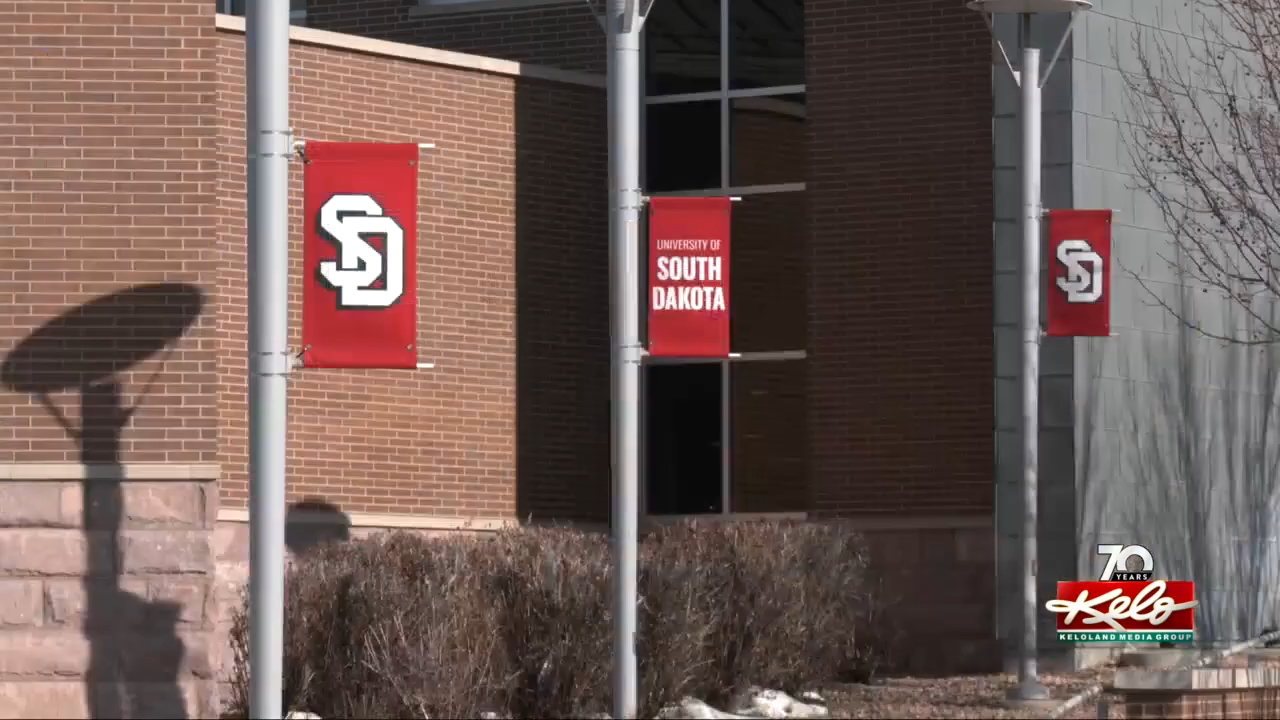 SD
UNIVERSITY OF
SOUTH
DAKOTA
SD
70
YEARS
Kelo
KELOLAND MEDIA GROUP